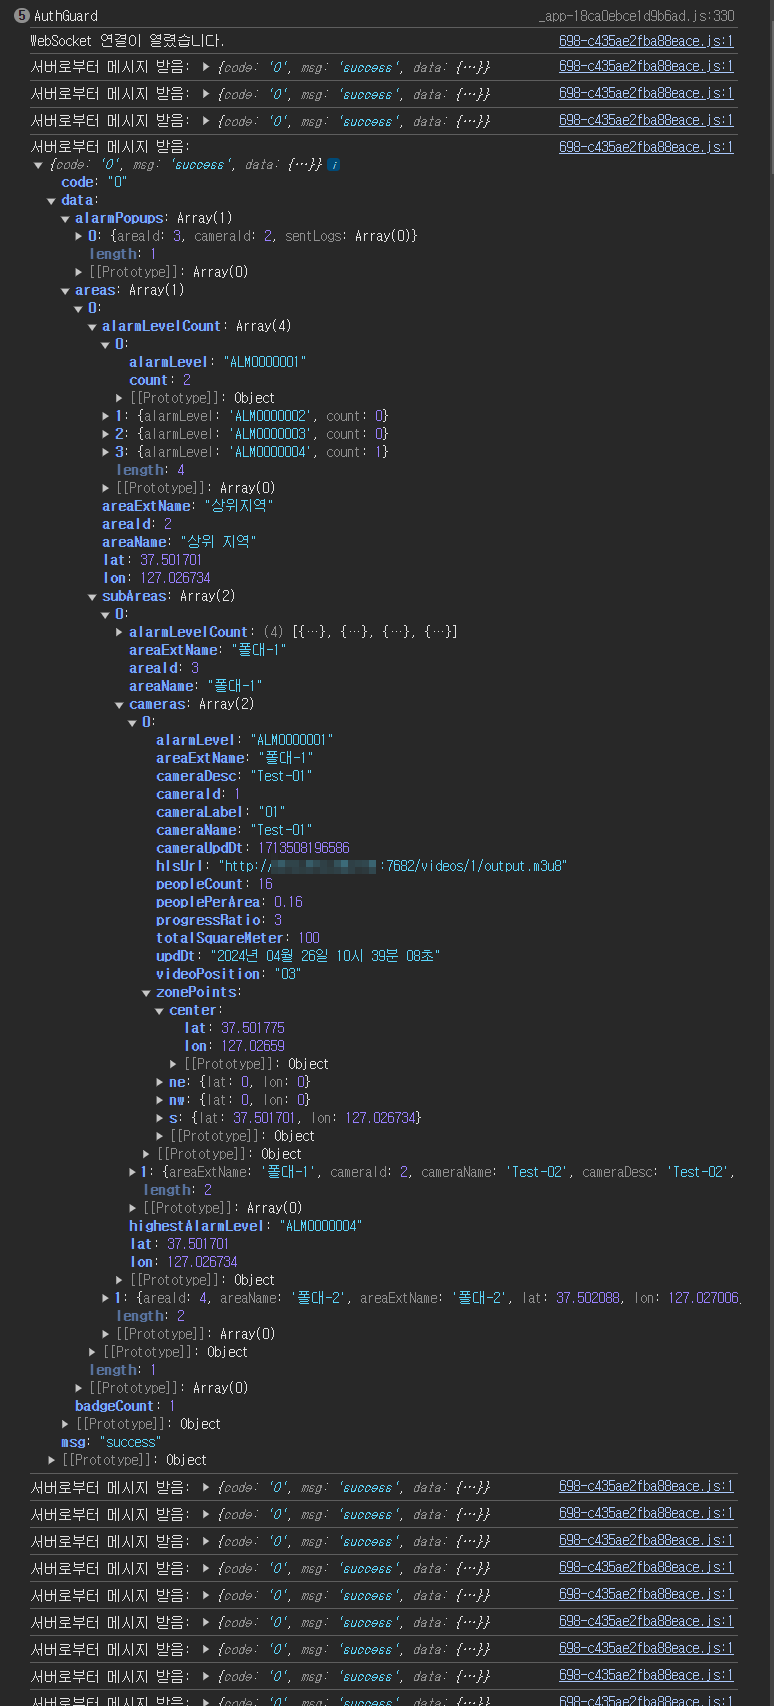 5 AuthGuard _app-18ca0ebce1d9b6ad.js:330
WebSocket 연결이 열렸습니다. 698-c435ae2fba88eace.js:1
서버로부터 메시지 받음: ▶ {code: '0', msg: 'success', data: {…}} 698-c435ae2fba88eace.js:1
서버로부터 메시지 받음: ▶ {code: '0', msg: 'success', data: {…}} 698-c435ae2fba88eace.js:1
서버로부터 메시지 받음: ▶ {code: '0', msg: 'success', data: {…}} 698-c435ae2fba88eace.js:1
서버로부터 메시지 받음: 698-c435ae2fba88eace.js:1
▼ {code: '0', msg: 'success', data: {…}} i
code: "0"
▼ data:
▼ alarmPopups: Array(1)
▶ 0: {areaId: 3, cameraId: 2, sentLogs: Array(0)}
length: 1
▶ [[Prototype]]: Array(0)
▼ areas: Array(1)
▼ 0:
▼ alarmLevelCount: Array(4)
▼ 0:
alarmLevel: "ALM0000001"
count: 2
▶ [[Prototype]]: Object
▶ 1: {alarmLevel: 'ALM0000002', count: 0}
▶ 2: {alarmLevel: 'ALM0000003', count: 0}
▶ 3: {alarmLevel: 'ALM0000004', count: 1}
length: 4
▶ [[Prototype]]: Array(0)
areaExtName: "상위지역"
areaId: 2
areaName: "상위 지역"
lat: 37.501701
lon: 127.026734
▼ subAreas: Array(2)
▼ 0:
▶ alarmLevelCount: (4) [{…}, {…}, {…}, {…}]
areaExtName: "폴대-1"
areaId: 3
areaName: "폴대-1"
▼ cameras: Array(2)
▼ 0:
alarmLevel: "ALM0000001"
areaExtName: "폴대-1"
cameraDesc: "Test-01"
cameraId: 1
cameraLabel: "01"
cameraName: "Test-01"
cameraUpdDt: 1713508196586
hlsUrl: "http:// :7682/videos/1/output.m3u8"
peopleCount: 16
peoplePerArea: 0.16
progressRatio: 3
totalSquareMeter: 100
updDt: "2024년 04월 26일 10시 39분 08초"
videoPosition: "03"
▼ zonePoints:
▼ center:
lat: 37.501775
lon: 127.02659
▶ [[Prototype]]: Object
▶ ne: {lat: 0, lon: 0}
▶ nw: {lat: 0, lon: 0}
▶ s: {lat: 37.501701, lon: 127.026734}
▶ [[Prototype]]: Object
▶ [[Prototype]]: Object
▶ 1: {areaExtName: '폴대-1', cameraId: 2, cameraName: 'Test-02', cameraDesc: 'Test-02',
length: 2
▶ [[Prototype]]: Array(0)
highestAlarmLevel: "ALM0000004"
lat: 37.501701
lon: 127.026734
▶ [[Prototype]]: Object
▶ 1: {areaId: 4, areaName: '폴대-2', areaExtName: '폴대-2', lat: 37.502088, lon: 127.027006,
length: 2
▶ [[Prototype]]: Array(0)
▶ [[Prototype]]: Object
length: 1
▶ [[Prototype]]: Array(0)
badgeCount: 1
▶ [[Prototype]]: Object
msg: "success"
▶ [[Prototype]]: Object
서버로부터 메시지 받음: ▶ {code: '0', msg: 'success', data: {…}} 698-c435ae2fba88eace.js:1
서버로부터 메시지 받음: ▶ {code: '0', msg: 'success', data: {…}} 698-c435ae2fba88eace.js:1
서버로부터 메시지 받음: ▶ {code: '0', msg: 'success', data: {…}} 698-c435ae2fba88eace.js:1
서버로부터 메시지 받음: ▶ {code: '0', msg: 'success', data: {…}} 698-c435ae2fba88eace.js:1
서버로부터 메시지 받음: ▶ {code: '0', msg: 'success', data: {…}} 698-c435ae2fba88eace.js:1
서버로부터 메시지 받음: ▶ {code: '0', msg: 'success', data: {…}} 698-c435ae2fba88eace.js:1
서버로부터 메시지 받음: ▶ {code: '0', msg: 'success', data: {…}} 698-c435ae2fba88eace.js:1
서버로부터 메시지 받음: ▶ {code: '0', msg: 'success', data: {…}} 698-c435ae2fba88eace.js:1
서버로부터 메시지 받음: ▶ {code: '0', msg: 'success', data: {…}} 698-c435ae2fba88eace.js:1